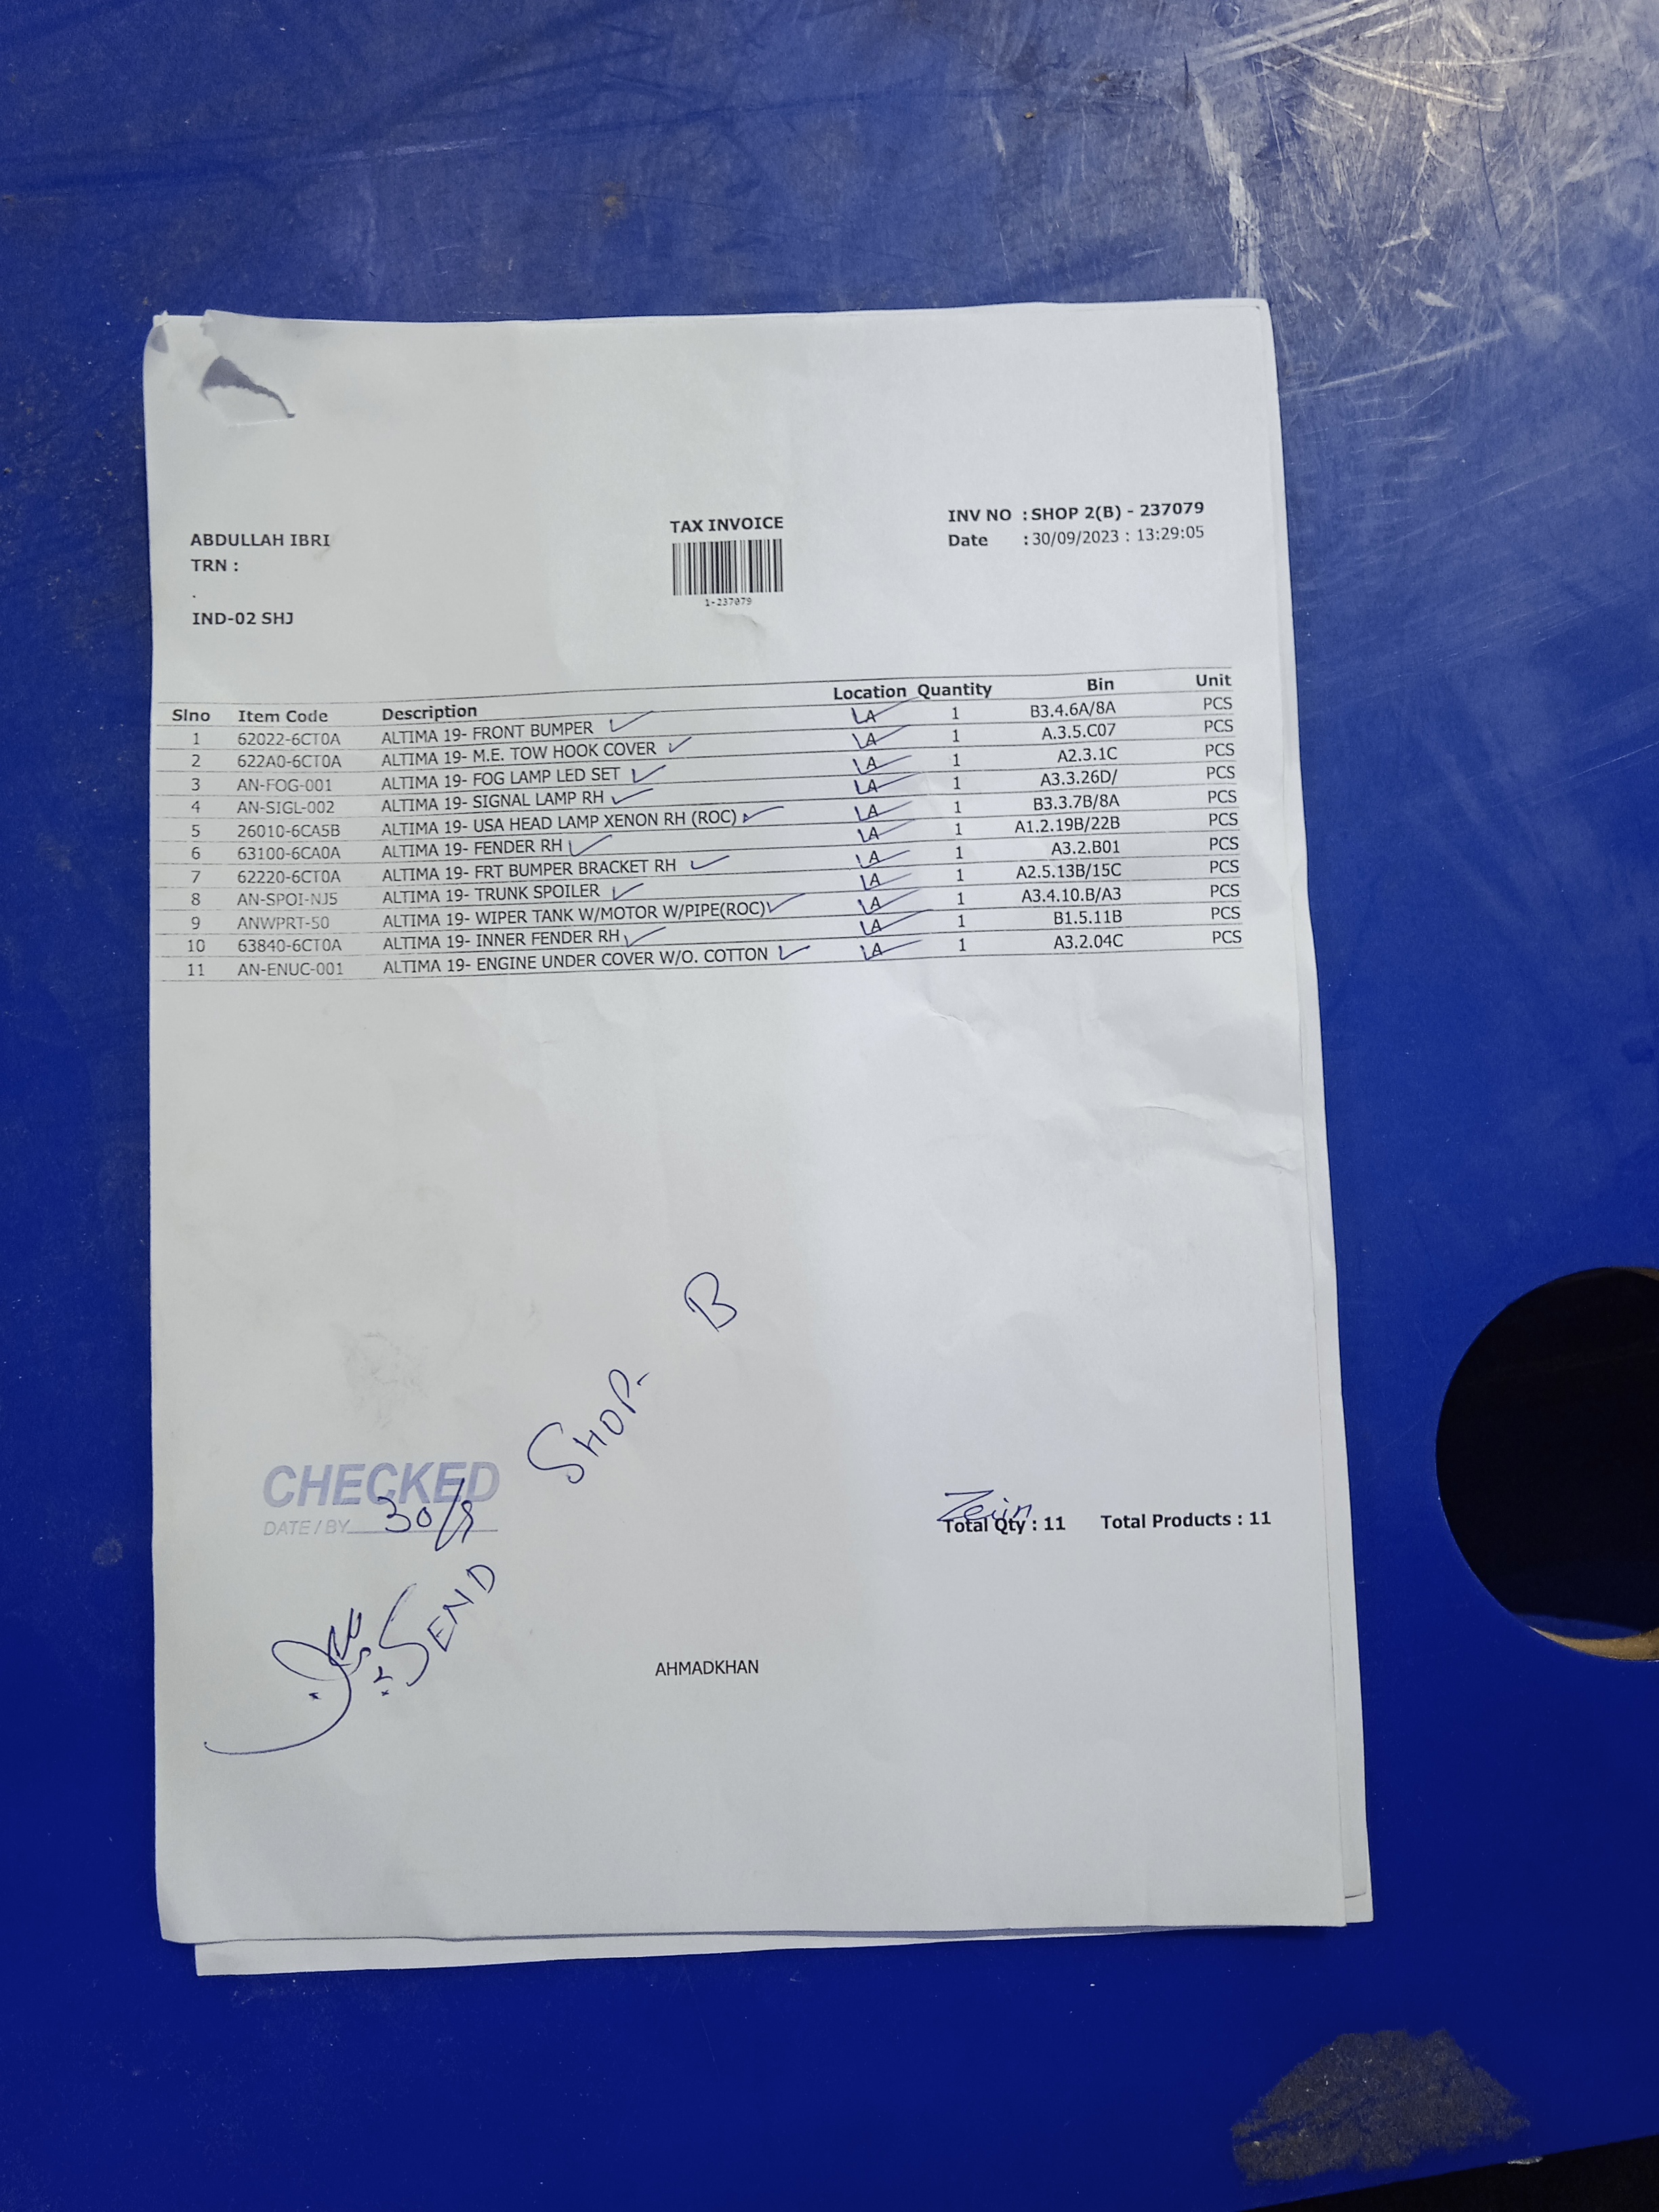 ABDULLAH IBRI
TRN :
.
IND-02 SHJ
TAX INVOICE
1-237079
INV NO : SHOP 2(B) - 237079
Date : 30/09/2023 : 13:29:05
Slno Item Code Description Location Quantity Bin Unit
1 62022-6CT0A ALTIMA 19- FRONT BUMPER LA 1 B3.4.6A/8A PCS
2 622A0-6CT0A ALTIMA 19- M.E. TOW HOOK COVER LA 1 A.3.5.C07 PCS
3 AN-FOG-001 ALTIMA 19- FOG LAMP LED SET LA 1 A2.3.1C PCS
4 AN-SIGL-002 ALTIMA 19- SIGNAL LAMP RH LA 1 A3.3.26D/ PCS
5 26010-6CA5B ALTIMA 19- USA HEAD LAMP XENON RH (ROC) LA 1 B3.3.7B/8A PCS
6 63100-6CA0A ALTIMA 19- FENDER RH LA 1 A1.2.19B/22B PCS
7 62220-6CT0A ALTIMA 19- FRT BUMPER BRACKET RH LA 1 A3.2.B01 PCS
8 AN-SPOI-NJ5 ALTIMA 19- TRUNK SPOILER LA 1 A2.5.13B/15C PCS
9 ANWPRT-50 ALTIMA 19- WIPER TANK W/MOTOR W/PIPE(ROC) LA 1 A3.4.10.B/A3 PCS
10 63840-6CT0A ALTIMA 19- INNER FENDER RH LA 1 B1.5.11B PCS
11 AN-ENUC-001 ALTIMA 19- ENGINE UNDER COVER W/O. COTTON LA 1 A3.2.04C PCS
SEND SHOP- B
CHECKED
DATE / BY 30/9
Total Qty : 11 Total Products : 11
AHMADKHAN